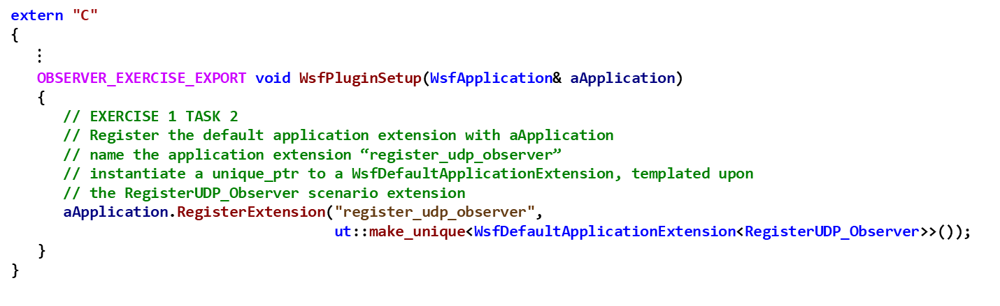 extern "C"
{
⋮
OBSERVER_EXERCISE_EXPORT void WsfPluginSetup(WsfApplication& aApplication)
{
// EXERCISE 1 TASK 2
// Register the default application extension with aApplication
// name the application extension “register_udp_observer”
// instantiate a unique_ptr to a WsfDefaultApplicationExtension, templated upon
// the RegisterUDP_Observer scenario extension
aApplication.RegisterExtension("register_udp_observer",
ut::make_unique<WsfDefaultApplicationExtension<RegisterUDP_Observer>>());
}
}